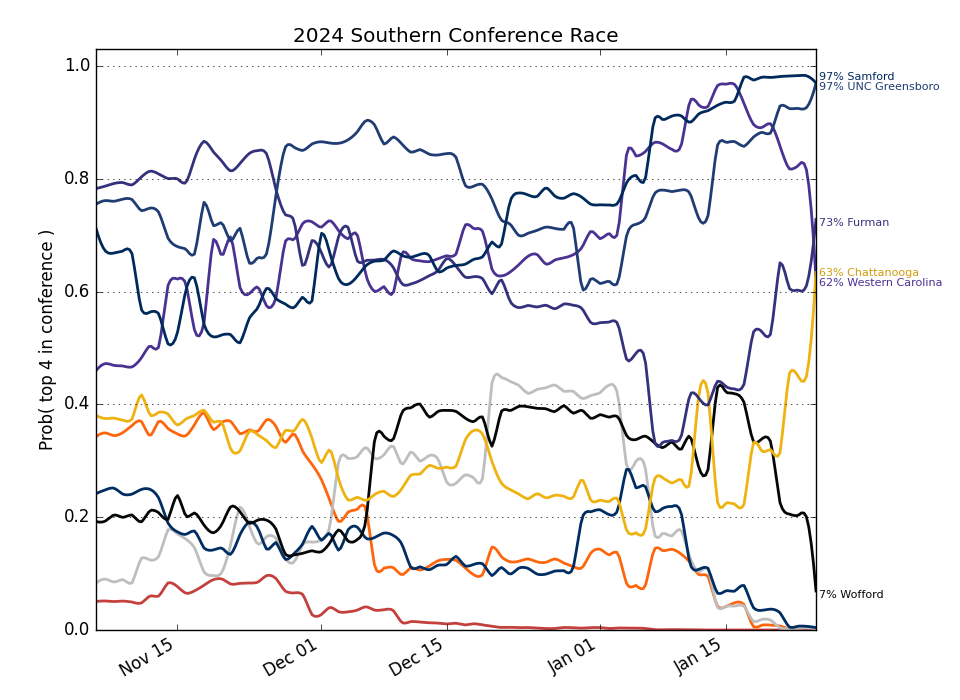 2024 Southern Conference Race
Prob( top 4 in conference )
1.0
0.8
0.6
0.4
0.2
0.0
Nov 15
Dec 01
Dec 15
Jan 01
Jan 15
97% Samford
97% UNC Greensboro
73% Furman
63% Chattanooga
62% Western Carolina
7% Wofford